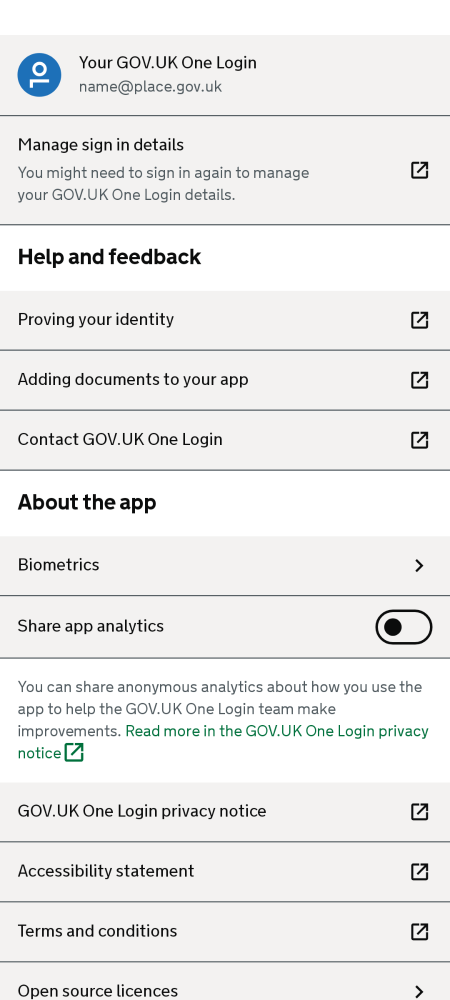 Your GOV.UK One Login
name@place.gov.uk
Manage sign in details
You might need to sign in again to manage
your GOV.UK One Login details.
Help and feedback
Proving your identity
Adding documents to your app
Contact GOV.UK One Login
About the app
Biometrics
Share app analytics
You can share anonymous analytics about how you use the
app to help the GOV.UK One Login team make
improvements. Read more in the GOV.UK One Login privacy
notice
GOV.UK One Login privacy notice
Accessibility statement
Terms and conditions
Open source licences